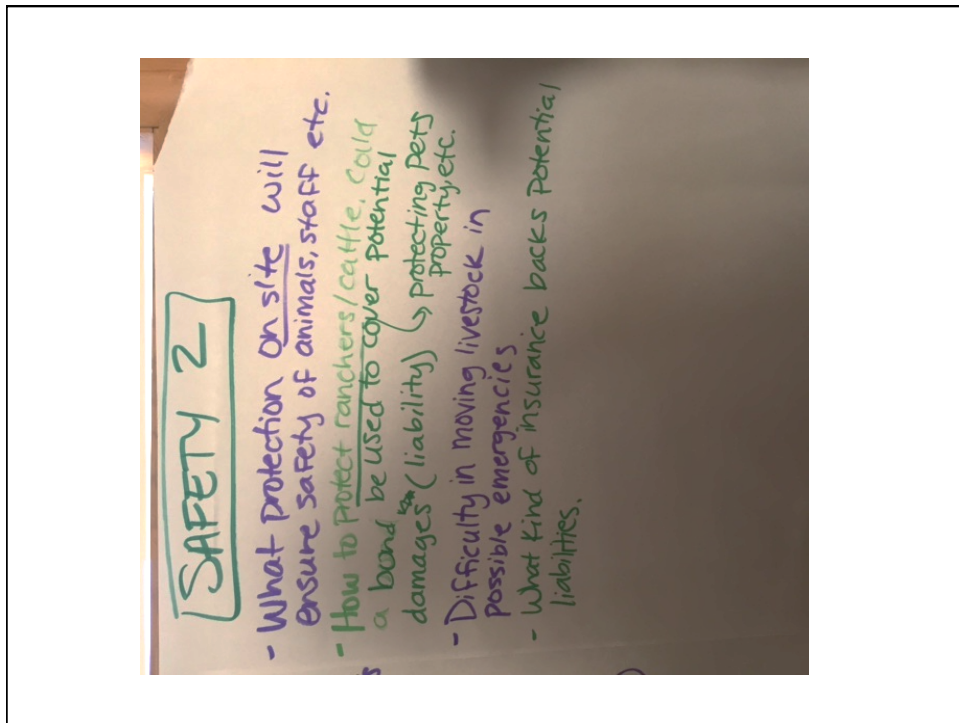 SAFETY 2
- What protection on site will
ensure safety of animals, staff etc.
- How to protect ranchers/cattle. Could
a bond be used to cover potential
damages (liability) ↳ protecting pets
property, etc.
- Difficulty in moving livestock in
possible emergencies
- What kind of insurance backs potential
liabilities.